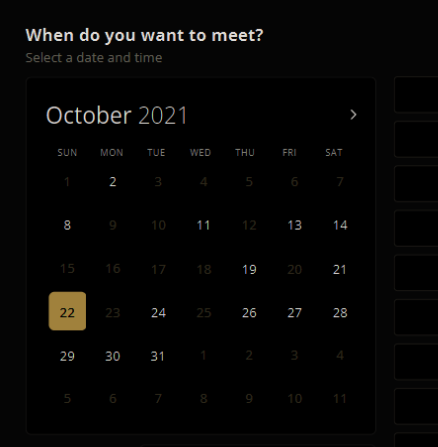 When do you want to meet?
Select a date and time
October 2021
SUN MON TUE WED THU FRI SAT
1 2 3 4 5 6 7
8 9 10 11 12 13 14
15 16 17 18 19 20 21
22 23 24 25 26 27 28
29 30 31 1 2 3 4
5 6 7 8 9 10 11